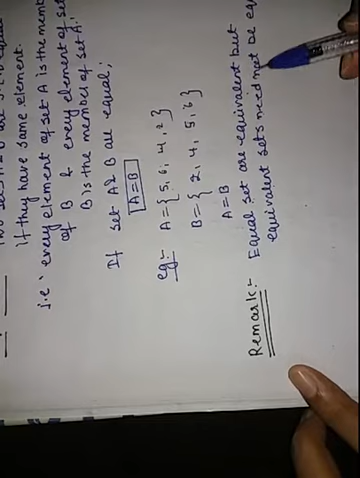 if they have same element.
i.e. every element of set A is the mem
of B & every element of set
B is the member of set A;
If set A & B are equal;
A = B
eg:- A = { 5, 6, 4, 2 }
B = { 2, 4, 5, 6 }
A = B
Remark:- Equal set are equivalent but
equivalent sets need not be eq